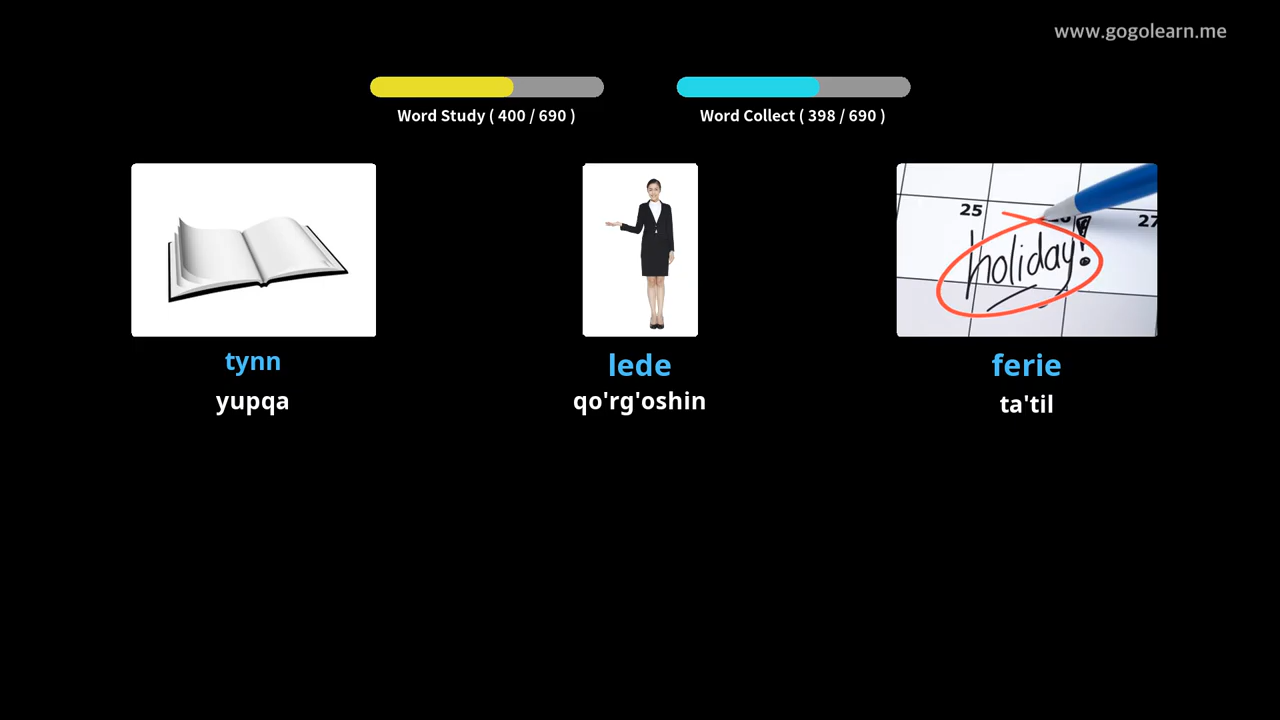 www.gogolearn.me
Word Study ( 400 / 690 )
Word Collect ( 398 / 690 )
25
27
holiday!
tynn
lede
ferie
yupqa
qo'rg'oshin
ta'til